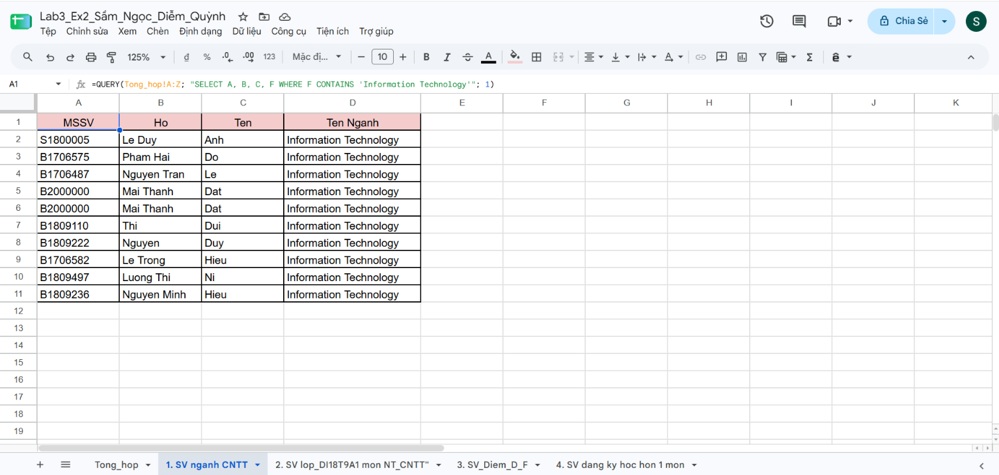 Lab3_Ex2_Sầm_Ngọc_Diễm_Quỳnh
Tệp Chỉnh sửa Xem Chèn Định dạng Dữ liệu Công cụ Tiện ích Trợ giúp
Chia Sẻ
S
125% đ % .0 .00 123 Mặc đị... 10 B I S A A Σ ê
A1 fx =QUERY(Tong_hop!A:Z; "SELECT A, B, C, F WHERE F CONTAINS 'Information Technology'"; 1)
A B C D E F G H I J K
1 MSSV Ho Ten Ten Nganh
2 S1800005 Le Duy Anh Information Technology
3 B1706575 Pham Hai Do Information Technology
4 B1706487 Nguyen Tran Le Information Technology
5 B2000000 Mai Thanh Dat Information Technology
6 B2000000 Mai Thanh Dat Information Technology
7 B1809110 Thi Dui Information Technology
8 B1809222 Nguyen Duy Information Technology
9 B1706582 Le Trong Hieu Information Technology
10 B1809497 Luong Thi Ni Information Technology
11 B1809236 Nguyen Minh Hieu Information Technology
12
13
14
15
16
17
18
19
Tong_hop 1. SV nganh CNTT 2. SV lop_DI18T9A1 mon NT_CNTT" 3. SV_Diem_D_F 4. SV dang ky hoc hon 1 mon